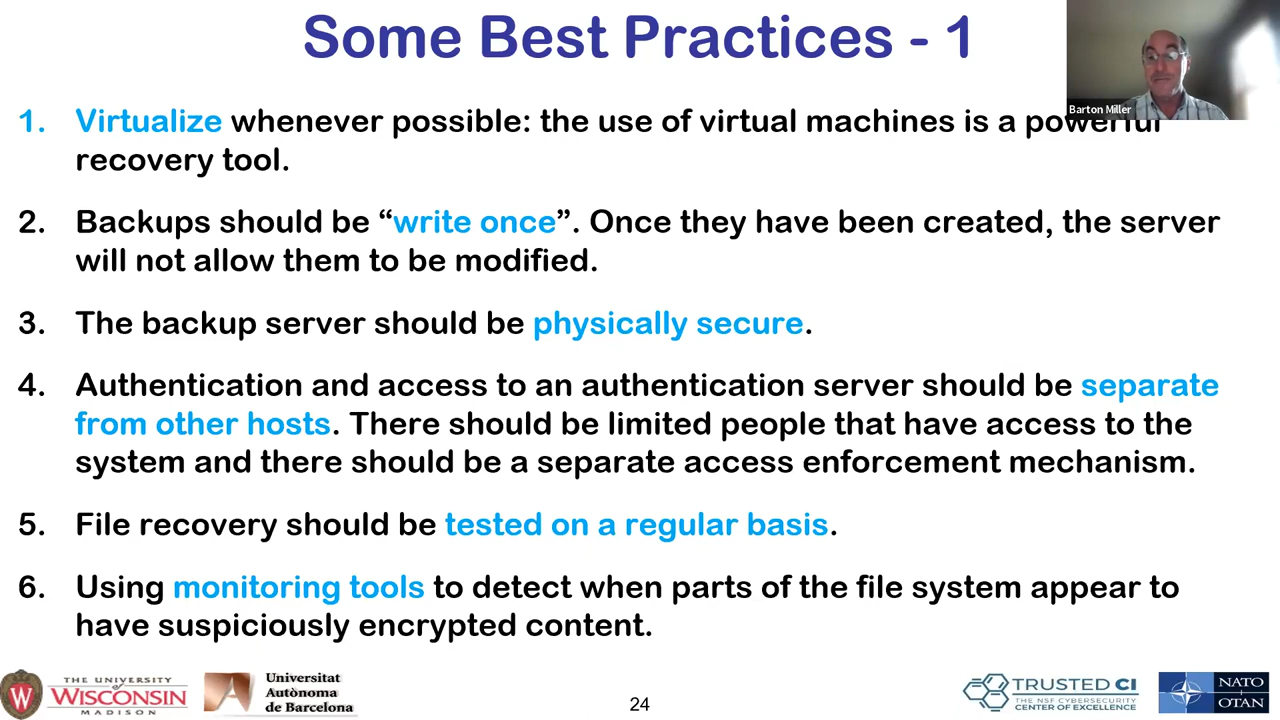 Some Best Practices - 1
Barton Miller
1. Virtualize whenever possible: the use of virtual machines is a powerful
recovery tool.
2. Backups should be “write once”. Once they have been created, the server
will not allow them to be modified.
3. The backup server should be physically secure.
4. Authentication and access to an authentication server should be separate
from other hosts. There should be limited people that have access to the
system and there should be a separate access enforcement mechanism.
5. File recovery should be tested on a regular basis.
6. Using monitoring tools to detect when parts of the file system appear to
have suspiciously encrypted content.
THE UNIVERSITY
of
WISCONSIN
MADISON
Universitat
Autònoma
de Barcelona
24
TRUSTED CI
THE NSF CYBERSECURITY
CENTER OF EXCELLENCE
NATO
OTAN